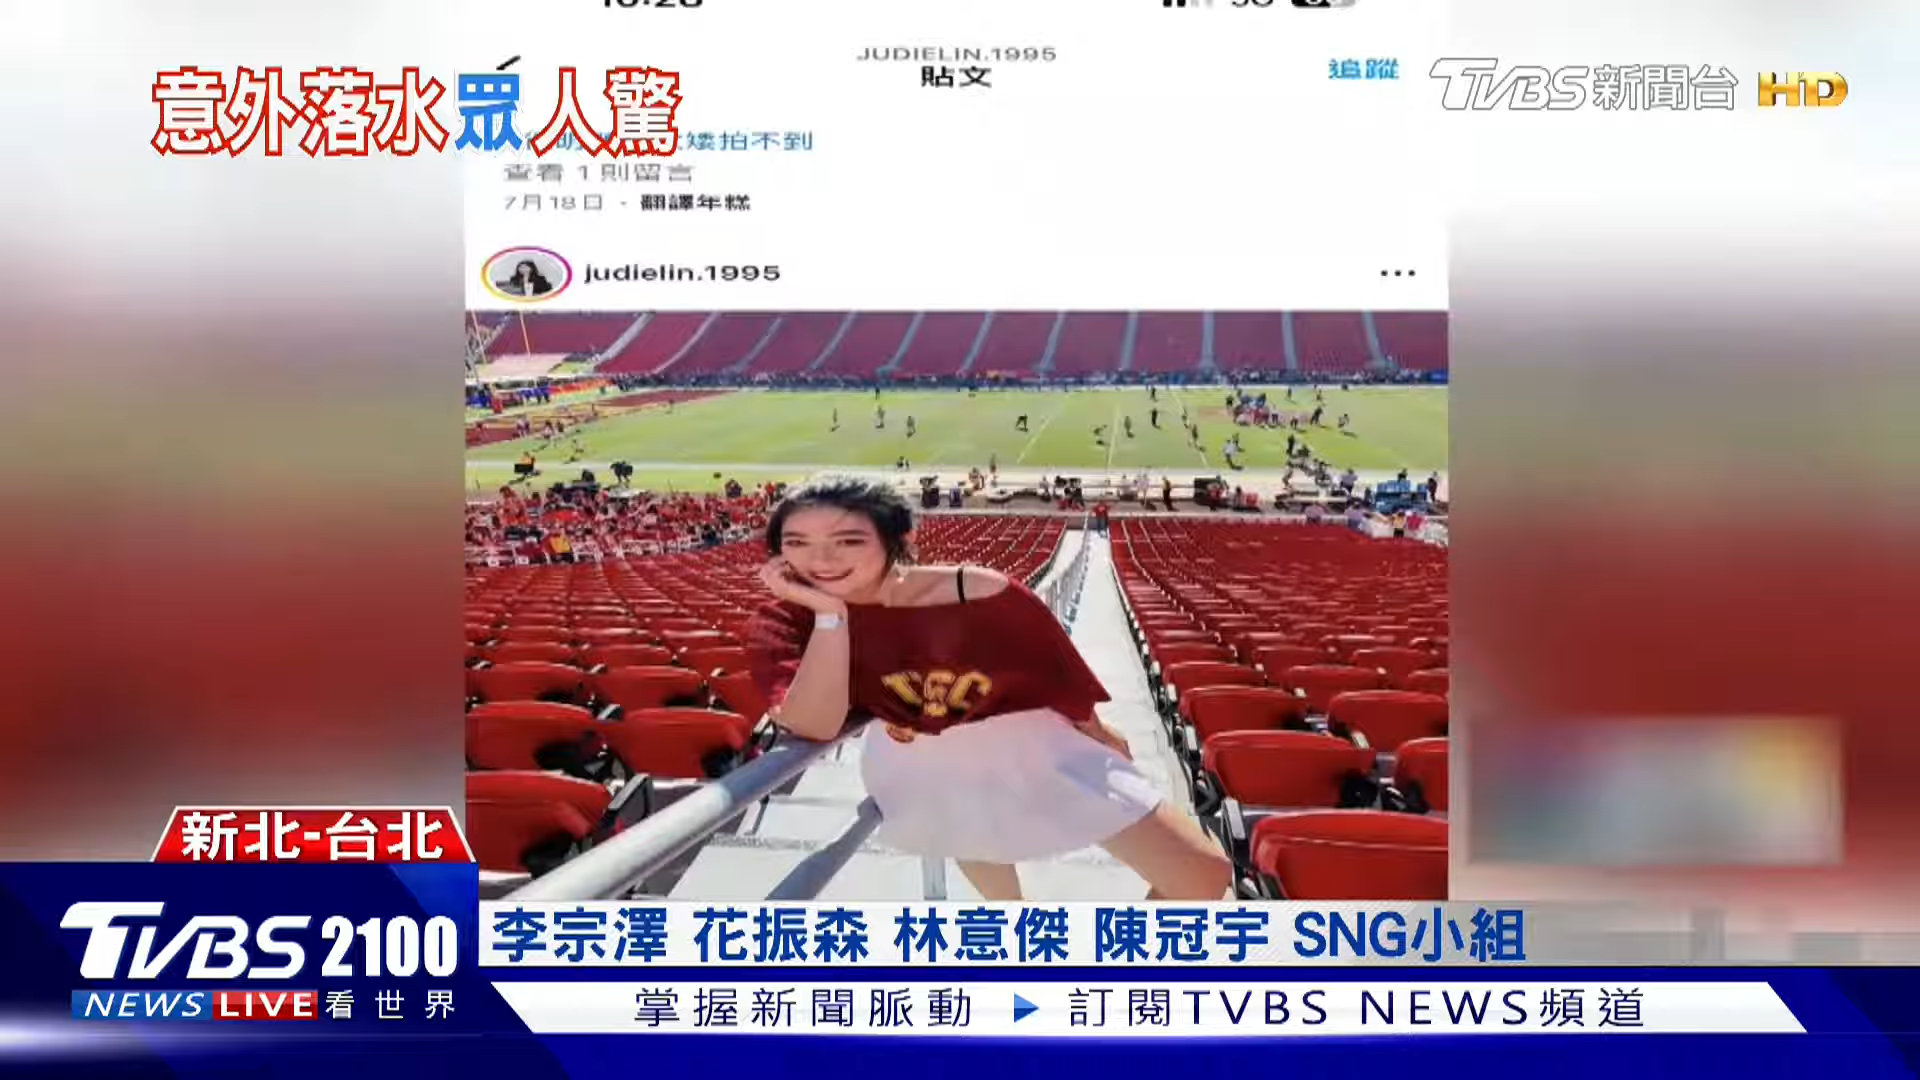 JUDIELIN.1995
貼文
追蹤
TVBS新聞台 HD
意外落水眾人驚
矮拍不到
查看 1 則留言
7月18日 · 翻譯年糕
judielin.1995
新北-台北
TVBS 2100
NEWS LIVE 看世界
李宗澤 花振森 林意傑 陳冠宇 SNG小組
掌握新聞脈動 ▶ 訂閱TVBS NEWS頻道